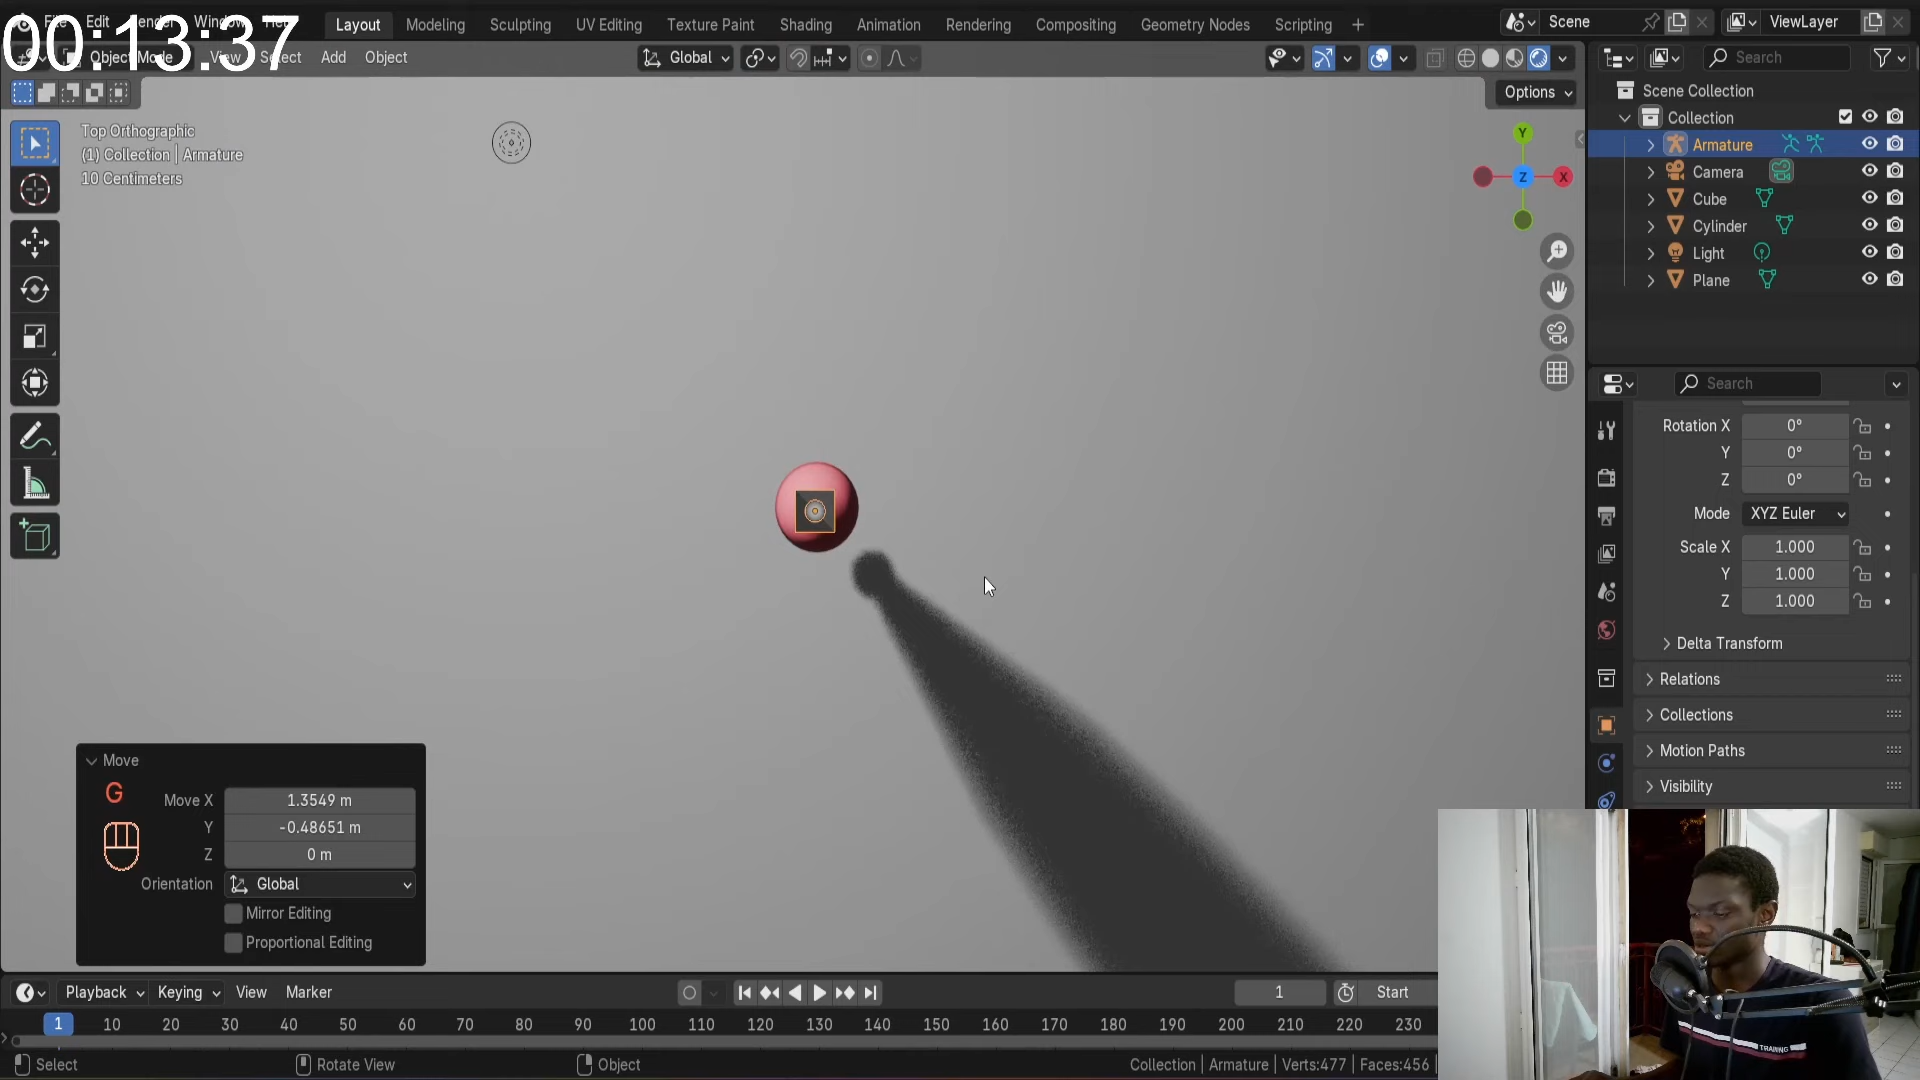 00:13:37
File Edit Render Window Help
Layout Modeling Sculpting UV Editing Texture Paint Shading Animation Rendering Compositing Geometry Nodes Scripting +
Scene
ViewLayer
Object Mode View Select Add Object
Global
Search
Options
Top Orthographic
(1) Collection | Armature
10 Centimeters
Y
Z
X
Scene Collection
Collection
Armature
Camera
Cube
Cylinder
Light
Plane
Search
Rotation X 0°
Y 0°
Z 0°
Mode XYZ Euler
Scale X 1.000
Y 1.000
Z 1.000
Delta Transform
Relations
Collections
Motion Paths
Visibility
Move
G
Move X 1.3549 m
Y -0.48651 m
Z 0 m
Orientation Global
Mirror Editing
Proportional Editing
Playback Keying View Marker
1
Start
1 10 20 30 40 50 60 70 80 90 100 110 120 130 140 150 160 170 180 190 200 210 220 230
Select
Rotate View
Object
Collection | Armature | Verts:477 | Faces:456 |
TRAINING